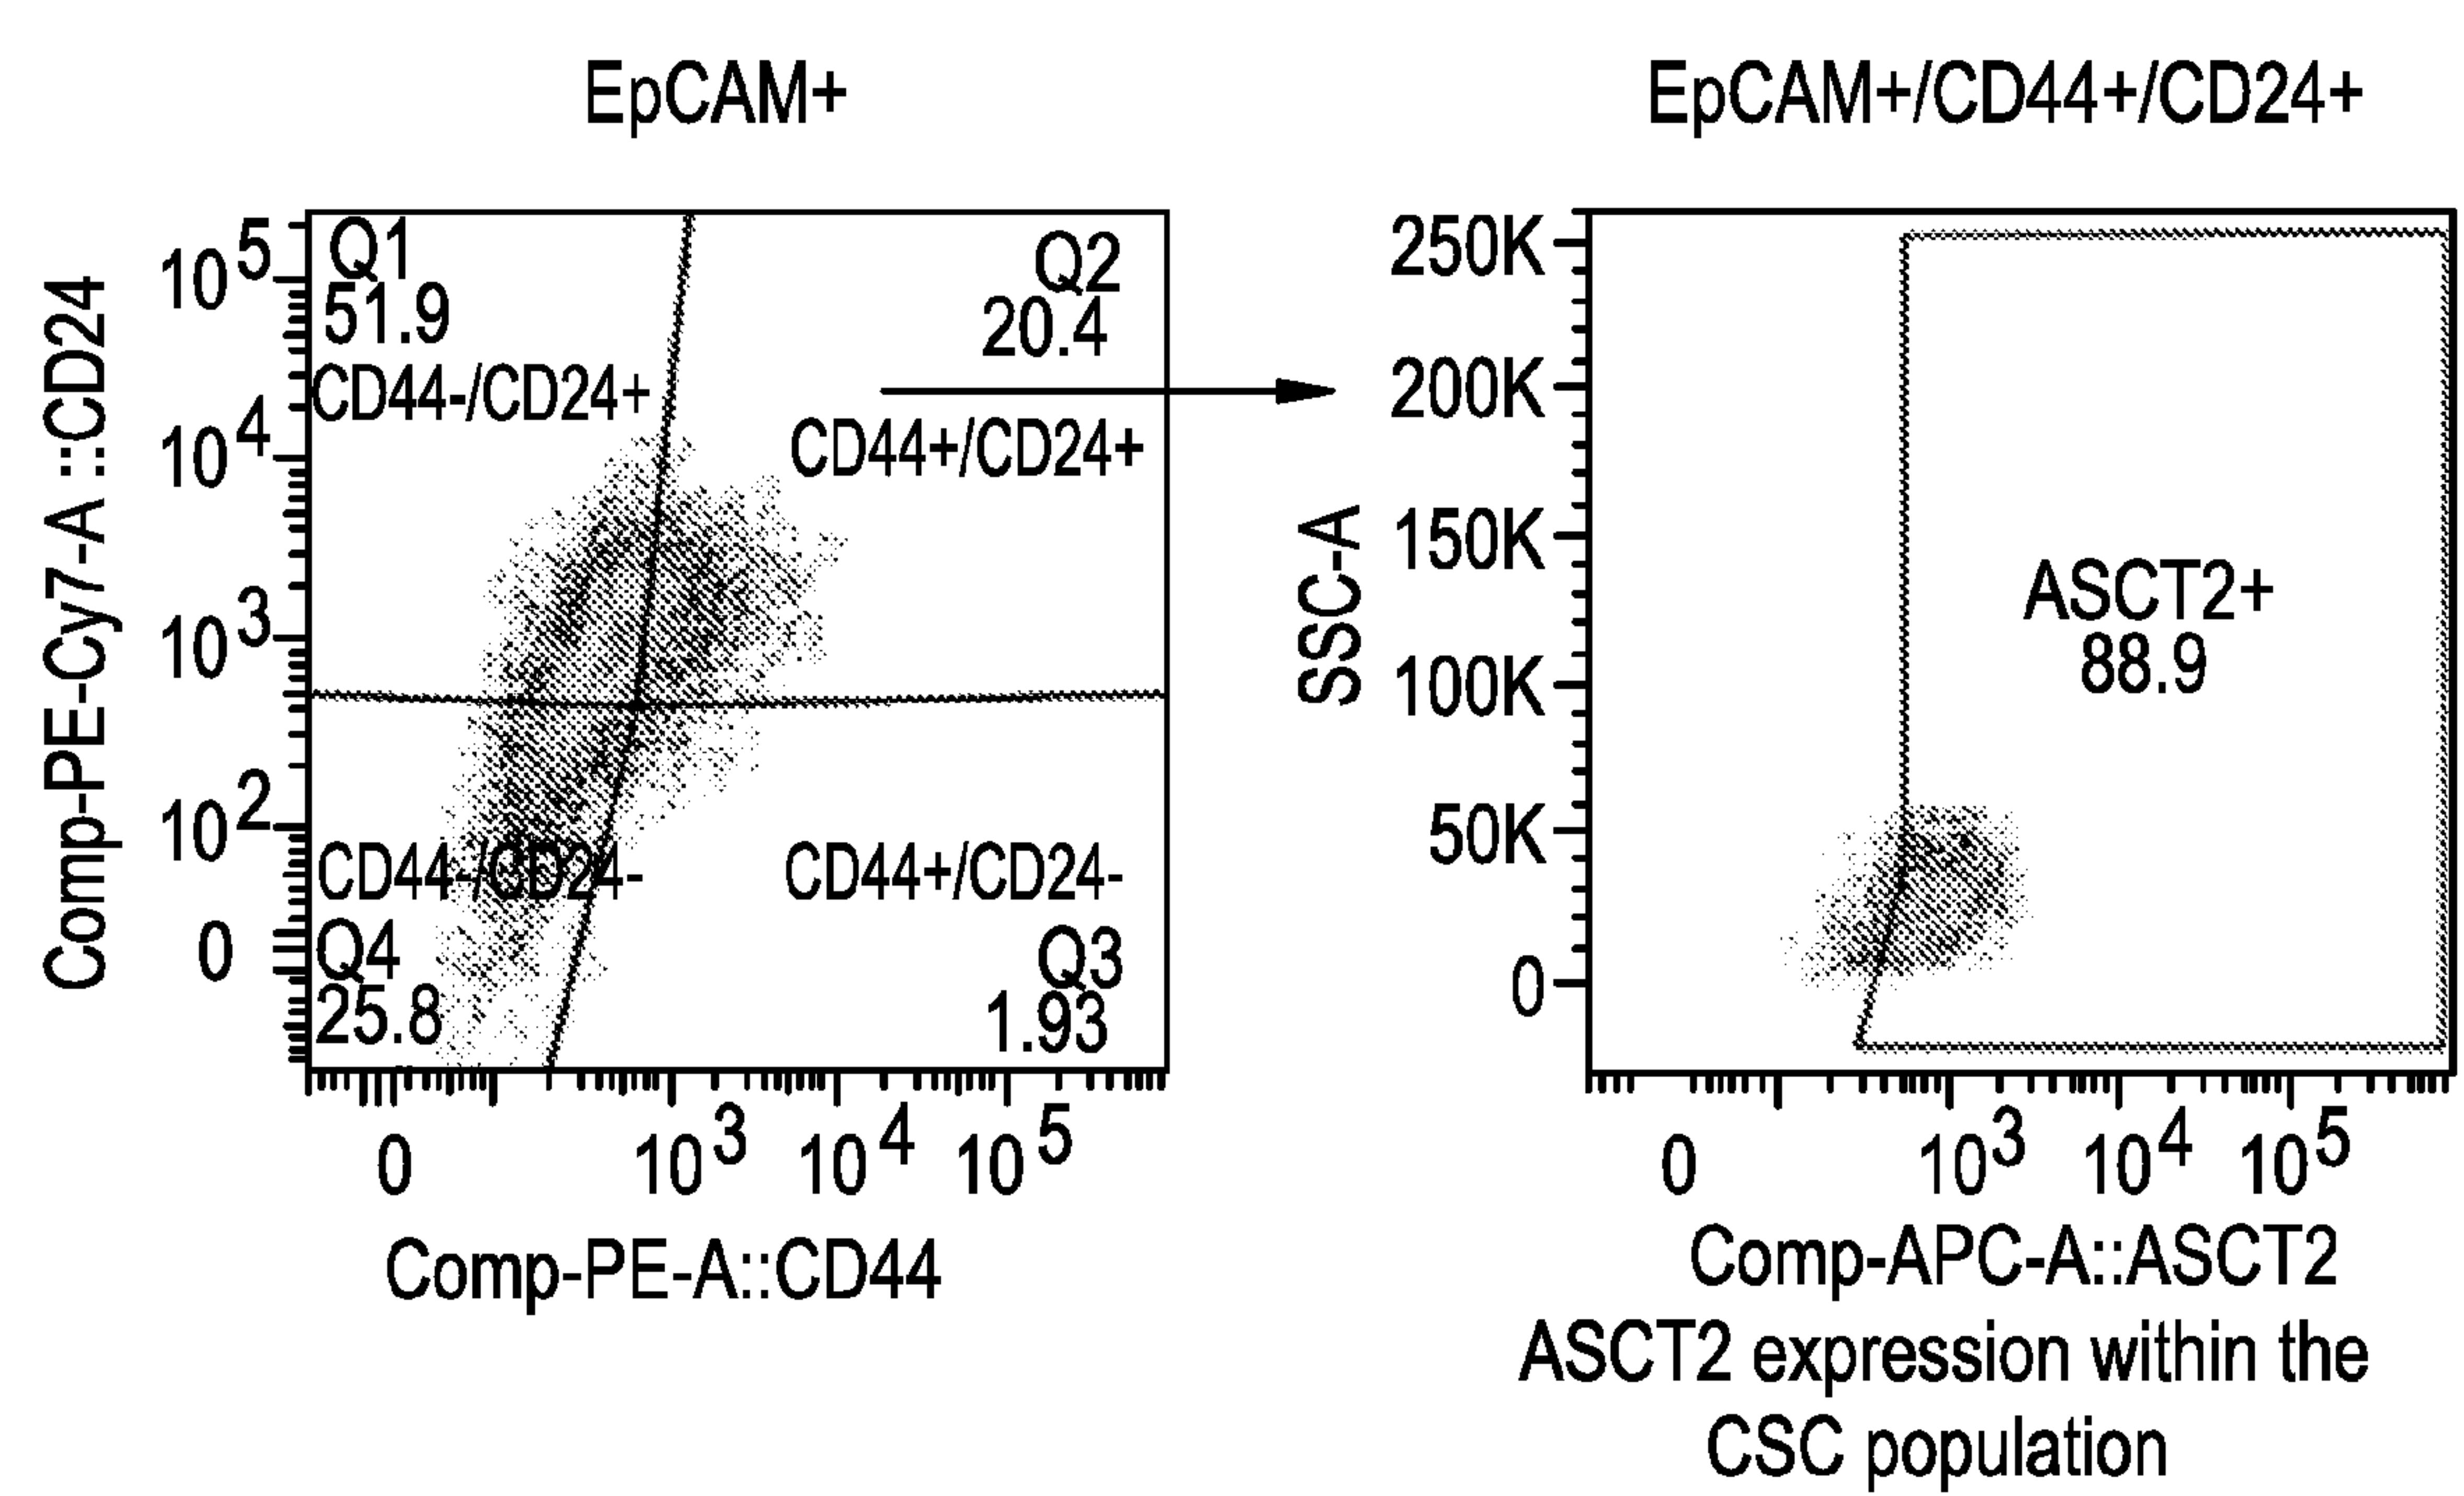 EpCAM+
Comp-PE-Cy7-A ::CD24
10^5
10^4
10^3
10^2
0
Q1
51.9
CD44-/CD24+
Q2
20.4
CD44+/CD24+
CD44-/CD24-
Q4
25.8
CD44+/CD24-
Q3
1.93
0
10^3
10^4
10^5
Comp-PE-A::CD44
EpCAM+/CD44+/CD24+
SSC-A
250K
200K
150K
100K
50K
0
ASCT2+
88.9
0
10^3
10^4
10^5
Comp-APC-A::ASCT2
ASCT2 expression within the
CSC population